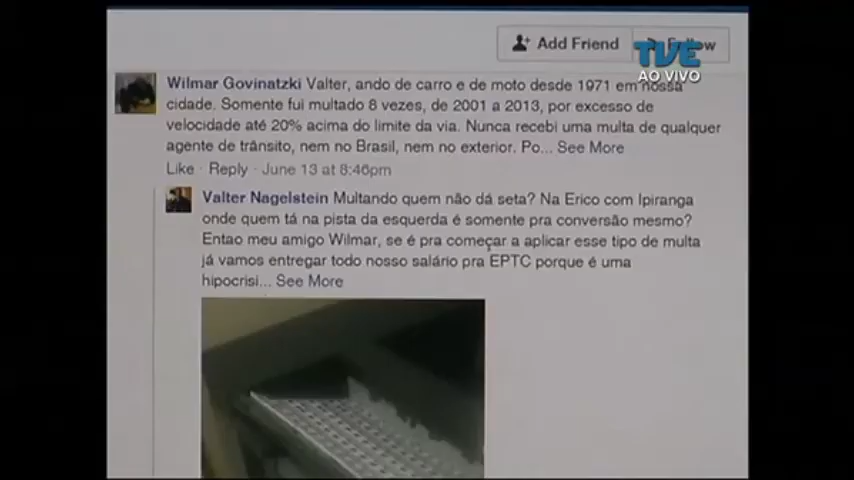 Add Friend
Follow
TVE
AO VIVO
Wilmar Govinatzki Valter, ando de carro e de moto desde 1971 em nossa
cidade. Somente fui multado 8 vezes, de 2001 a 2013, por excesso de
velocidade até 20% acima do limite da via. Nunca recebi uma multa de qualquer
agente de trânsito, nem no Brasil, nem no exterior. Po... See More
Like · Reply · June 13 at 8:46pm
Valter Nagelstein Multando quem não dá seta? Na Erico com Ipiranga
onde quem tá na pista da esquerda é somente pra conversão mesmo?
Entao meu amigo Wilmar, se é pra começar a aplicar esse tipo de multa
já vamos entregar todo nosso salário pra EPTC porque é uma
hipocrisi... See More